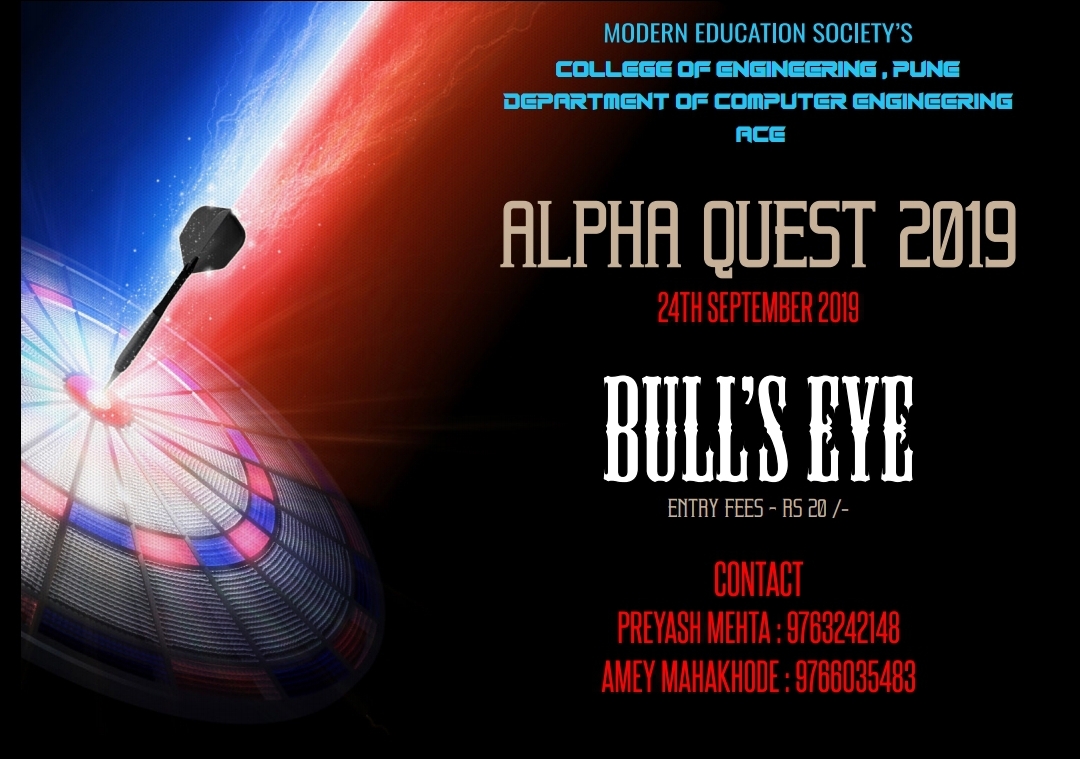 MODERN EDUCATION SOCIETY'S
COLLEGE OF ENGINEERING , PUNE
DEPARTMENT OF COMPUTER ENGINEERING
ACE
ALPHA QUEST 2019
24TH SEPTEMBER 2019
BULL'S EYE
ENTRY FEES - RS 20 /-
CONTACT
PREYASH MEHTA : 9763242148
AMEY MAHAKHODE : 9766035483